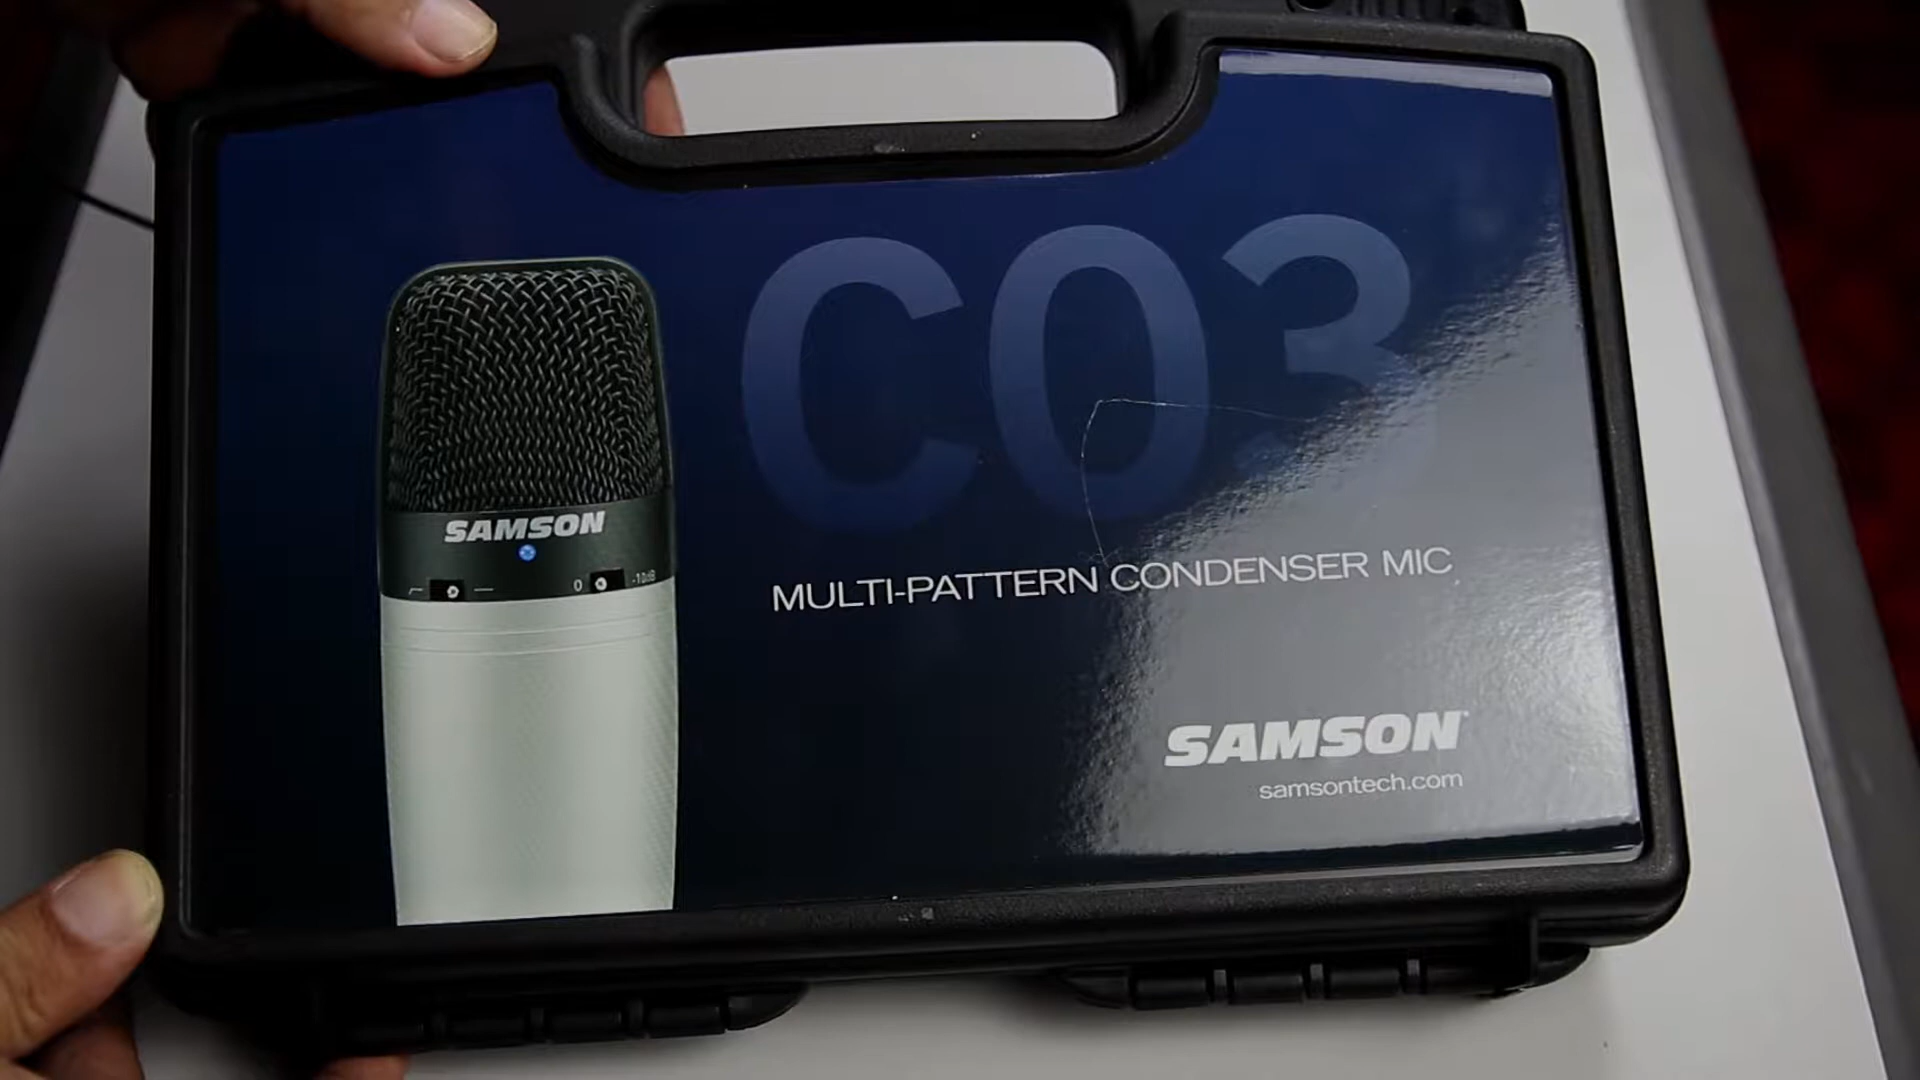 C03
SAMSON
0 -10dB
MULTI-PATTERN CONDENSER MIC
SAMSON
samsontech.com